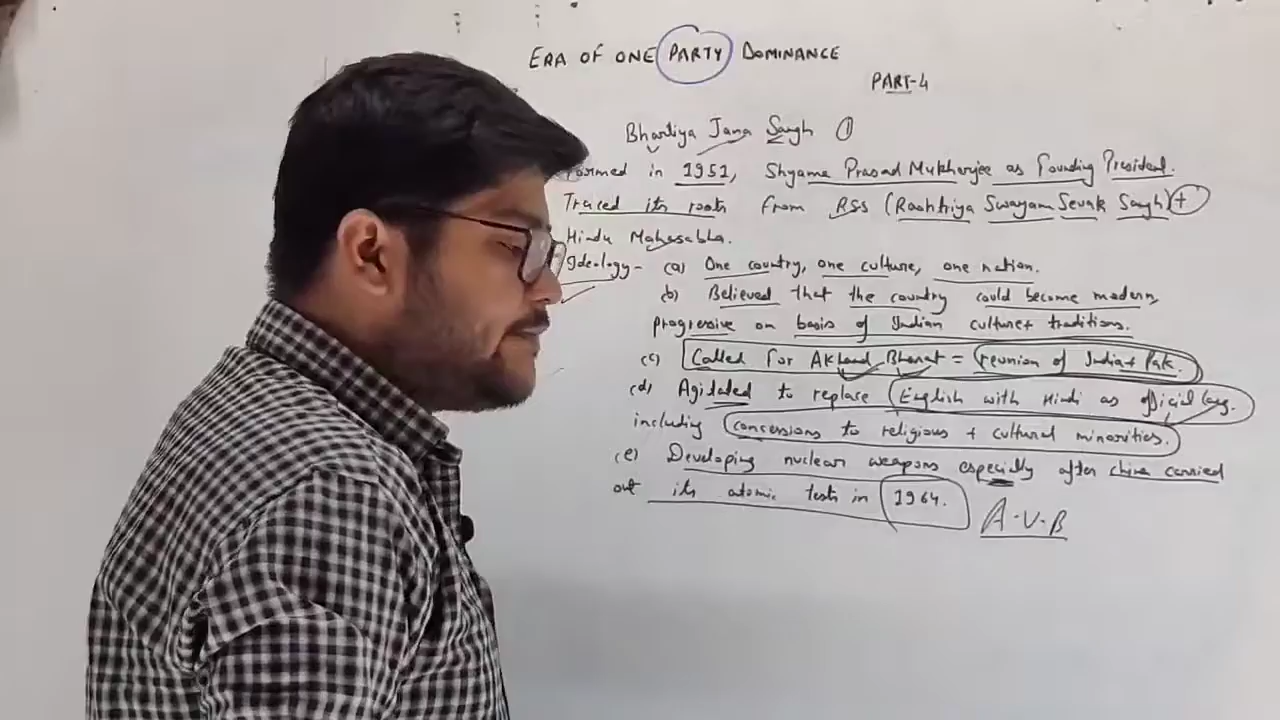 ERA OF ONE PARTY DOMINANCE
PART-4
Bhartiya Jana Sangh ①
Formed in 1951, Shyama Prasad Mukherjee as Founding President.
Traced its roots from RSS (Rashtriya Swayam Sevak Sangh) +
Hindu Mahasabha.
Ideology - (a) One country, one culture, one nation.
(b) Believed that the country could become modern,
progressive on basis of Indian culture + traditions.
(c) Called for Akhand Bharat = reunion of India + Pak.
(d) Agitated to replace English with Hindi as official lang.
including concessions to religious + cultural minorities.
(e) Developing nuclear weapons especially after china carried
out its atomic tests in 1964.
A.V.B